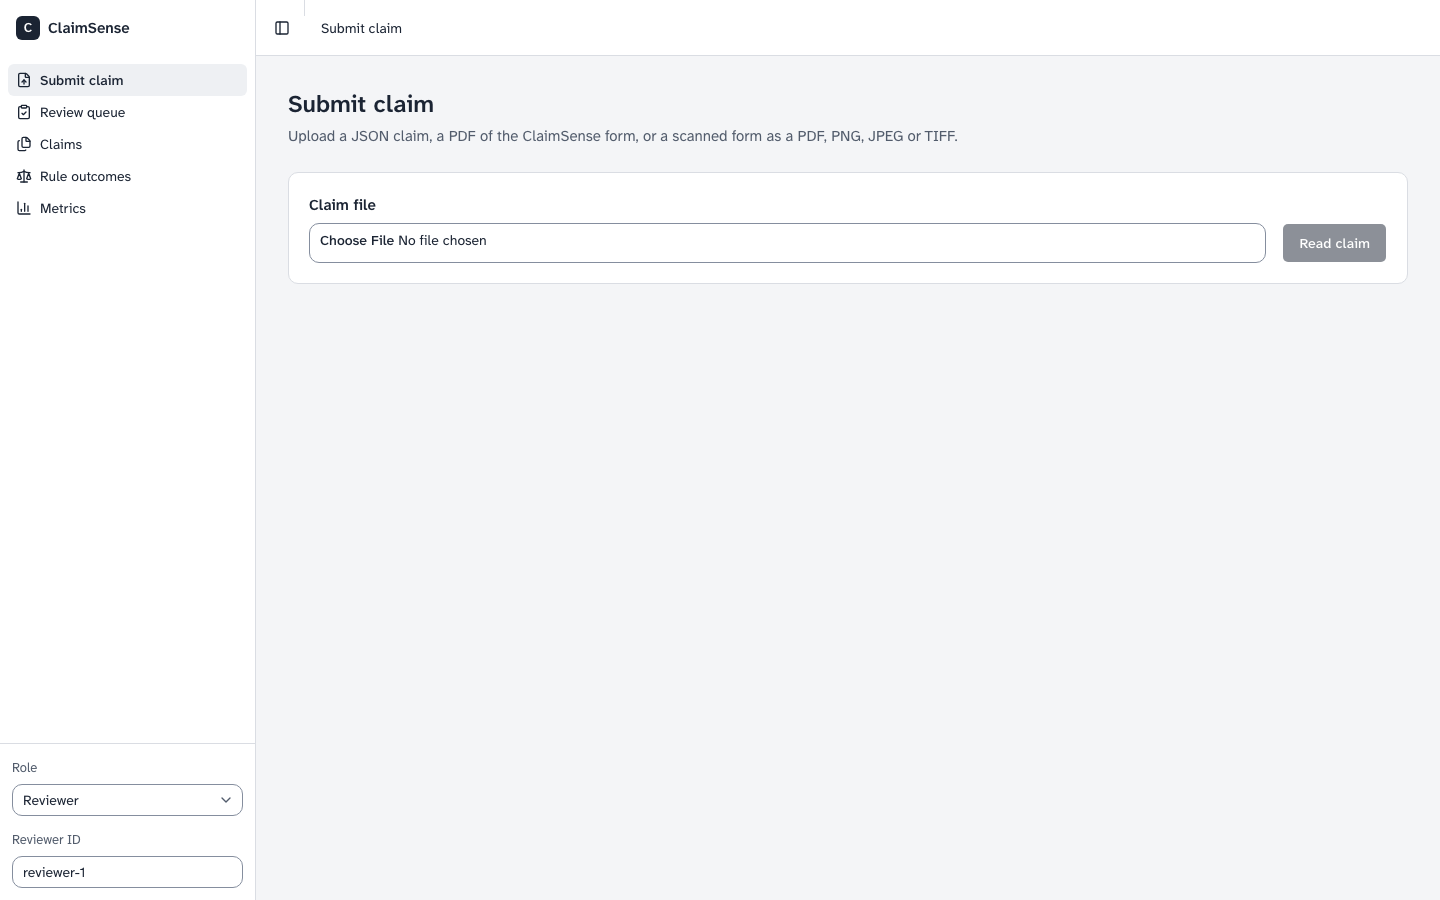 C ClaimSense
Submit claim
Review queue
Claims
Rule outcomes
Metrics
Role
Reviewer
Reviewer ID
reviewer-1
Submit claim
Submit claim
Upload a JSON claim, a PDF of the ClaimSense form, or a scanned form as a PDF, PNG, JPEG or TIFF.
Claim file
Choose File No file chosen
Read claim